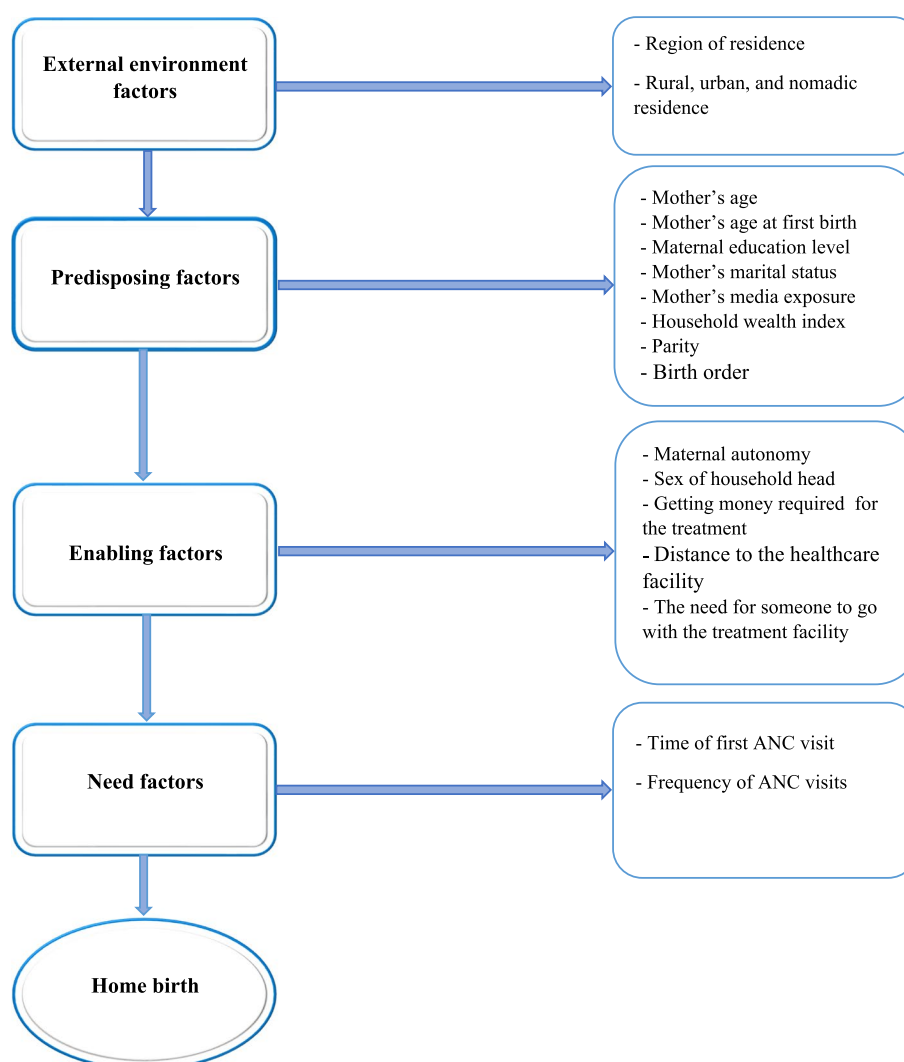 External environment
factors
- Region of residence
- Rural, urban, and nomadic
residence
Predisposing factors
- Mother’s age
- Mother’s age at first birth
- Maternal education level
- Mother’s marital status
- Mother’s media exposure
- Household wealth index
- Parity
- Birth order
Enabling factors
- Maternal autonomy
- Sex of household head
- Getting money required for
the treatment
- Distance to the healthcare
facility
- The need for someone to go
with the treatment facility
Need factors
- Time of first ANC visit
- Frequency of ANC visits
Home birth